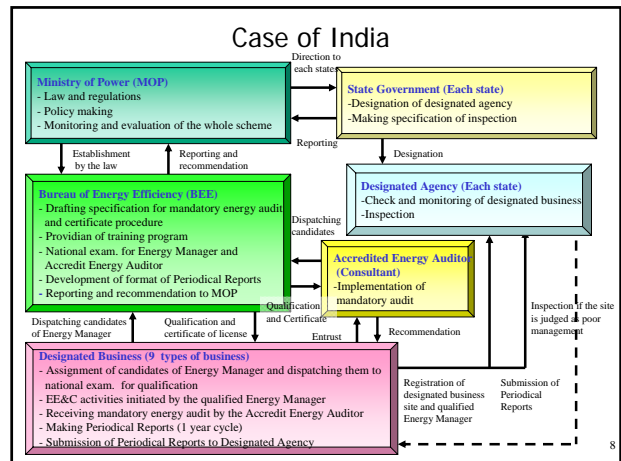 Case of India
Direction to
each states
Ministry of Power (MOP)
- Law and regulations
- Policy making
- Monitoring and evaluation of the whole scheme
State Government (Each state)
-Designation of designated agency
-Making specification of inspection
Reporting
Establishment
by the law
Reporting and
recommendation
Designation
Bureau of Energy Efficiency (BEE)
- Drafting specification for mandatory energy audit
and certificate procedure
- Providian of training program
- National exam. for Energy Manager and
Accredit Energy Auditor
- Development of format of Periodical Reports
- Reporting and recommendation to MOP
Dispatching
candidates
Designated Agency (Each state)
-Check and monitoring of designated business
-Inspection
Accredited Energy Auditor
(Consultant)
-Implementation of
mandatory audit
Qualification
and Certificate
Inspection if the site
is judged as poor
management
Dispatching candidates
of Energy Manager
Qualification and
certificate of license
Entrust
Recommendation
Designated Business (9 types of business)
- Assignment of candidates of Energy Manager and dispatching them to
national exam. for qualification
- EE&C activities initiated by the qualified Energy Manager
- Receiving mandatory energy audit by the Accredit Energy Auditor
- Making Periodical Reports (1 year cycle)
- Submission of Periodical Reports to Designated Agency
Registration of
designated business
site and qualified
Energy Manager
Submission of
Periodical
Reports
8